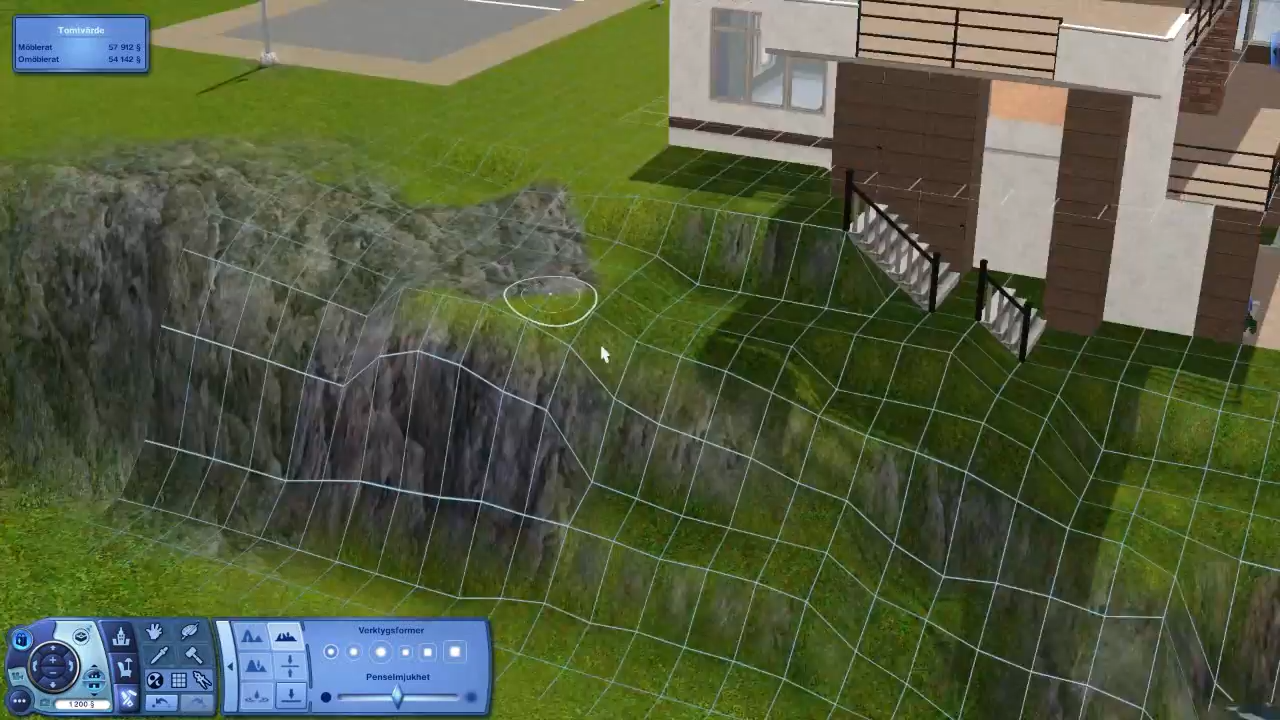 Tomtvärde
Möblerat 57 912 §
Omöblerat 54 142 §
Verktygsformer
Penselmjukhet
1 200 §